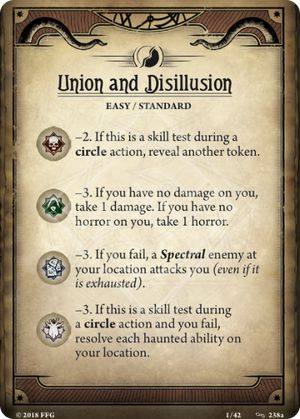 Union and Disillusion
EASY / STANDARD
–2. If this is a skill test during a
circle action, reveal another token.
–3. If you have no damage on you,
take 1 damage. If you have no
horror on you, take 1 horror.
–3. If you fail, a Spectral enemy at
your location attacks you (even if it
is exhausted).
–3. If this is a skill test during
a circle action and you fail,
resolve each haunted ability on
your location.
© 2018 FFG 1/42 238a